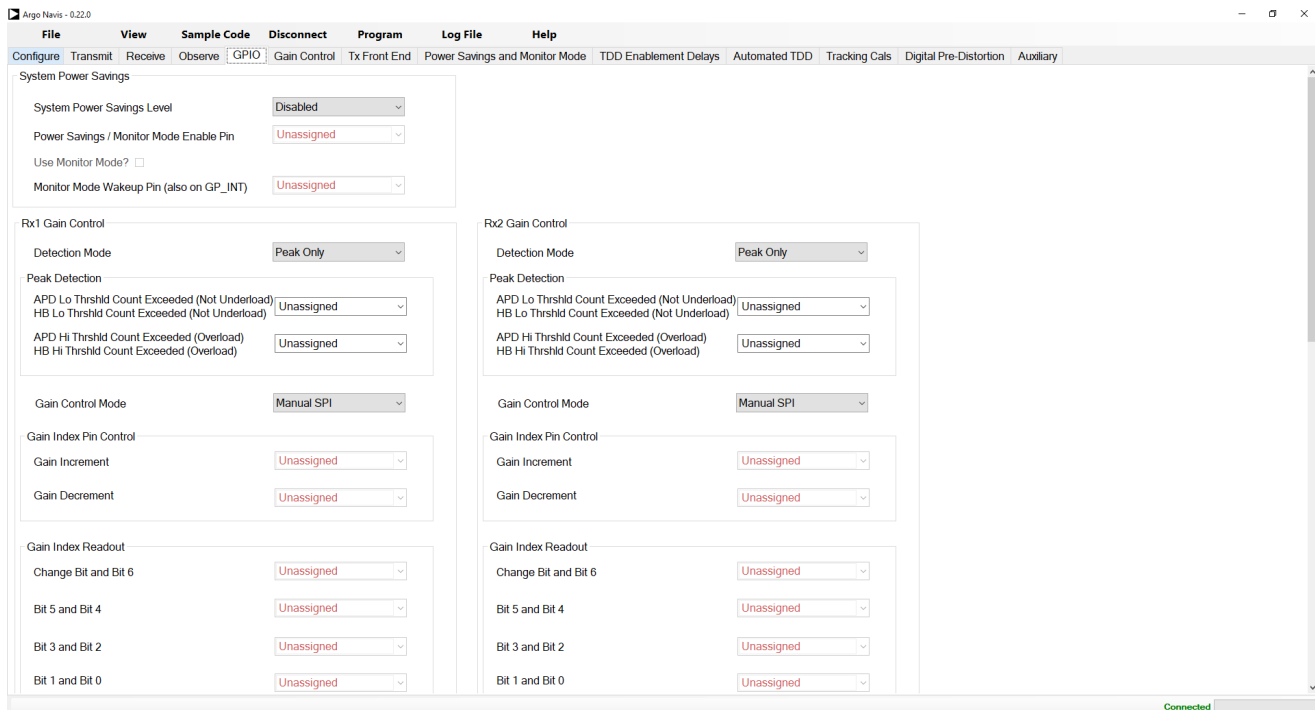 Argo Navis - 0.22.0
File View Sample Code Disconnect Program Log File Help
Configure Transmit Receive Observe GPIO Gain Control Tx Front End Power Savings and Monitor Mode TDD Enablement Delays Automated TDD Tracking Cals Digital Pre-Distortion Auxiliary
System Power Savings
System Power Savings Level Disabled
Power Savings / Monitor Mode Enable Pin Unassigned
Use Monitor Mode?
Monitor Mode Wakeup Pin (also on GP_INT) Unassigned
Rx1 Gain Control
Detection Mode Peak Only
Peak Detection
APD Lo Thrshld Count Exceeded (Not Underload)
HB Lo Thrshld Count Exceeded (Not Underload)
Unassigned
APD Hi Thrshld Count Exceeded (Overload)
HB Hi Thrshld Count Exceeded (Overload)
Unassigned
Gain Control Mode Manual SPI
Gain Index Pin Control
Gain Increment Unassigned
Gain Decrement Unassigned
Gain Index Readout
Change Bit and Bit 6 Unassigned
Bit 5 and Bit 4 Unassigned
Bit 3 and Bit 2 Unassigned
Bit 1 and Bit 0 Unassigned
Rx2 Gain Control
Detection Mode Peak Only
Peak Detection
APD Lo Thrshld Count Exceeded (Not Underload)
HB Lo Thrshld Count Exceeded (Not Underload)
Unassigned
APD Hi Thrshld Count Exceeded (Overload)
HB Hi Thrshld Count Exceeded (Overload)
Unassigned
Gain Control Mode Manual SPI
Gain Index Pin Control
Gain Increment Unassigned
Gain Decrement Unassigned
Gain Index Readout
Change Bit and Bit 6 Unassigned
Bit 5 and Bit 4 Unassigned
Bit 3 and Bit 2 Unassigned
Bit 1 and Bit 0 Unassigned
Connected